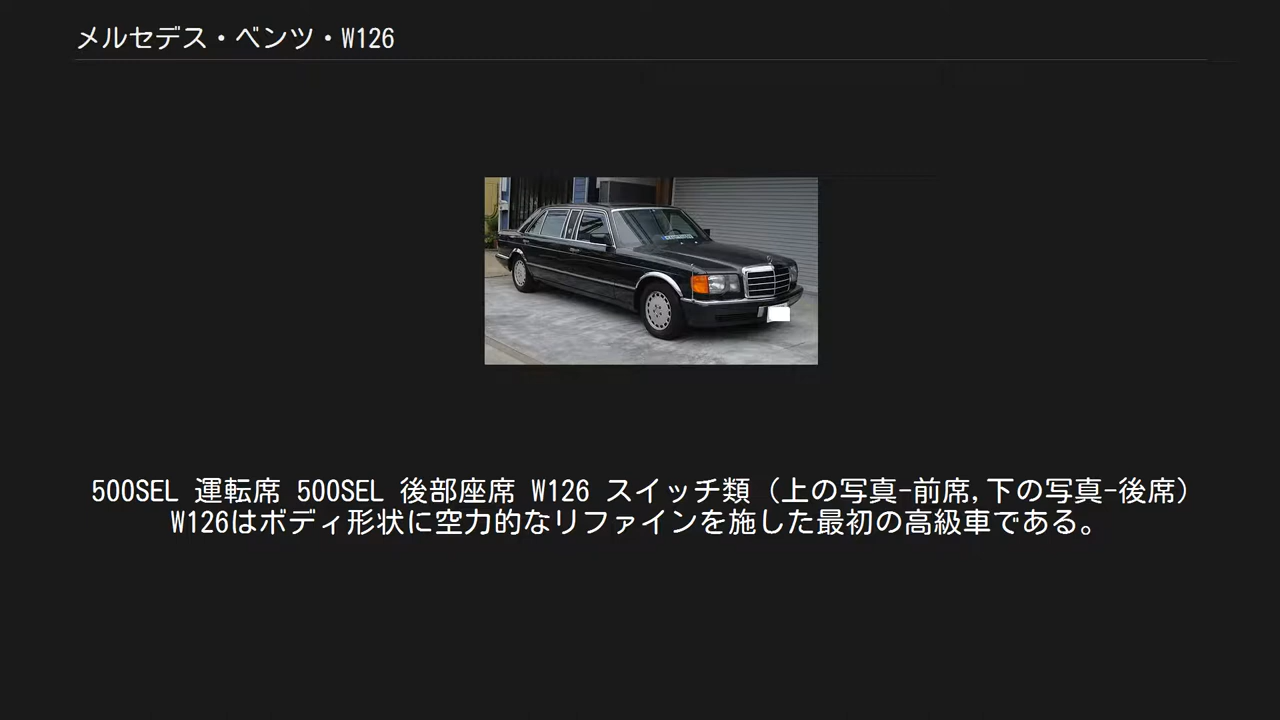 メルセデス・ベンツ・W126
500SEL 運転席 500SEL 後部座席 W126 スイッチ類（上の写真-前席,下の写真-後席）
W126はボディ形状に空力的なリファインを施した最初の高級車である。